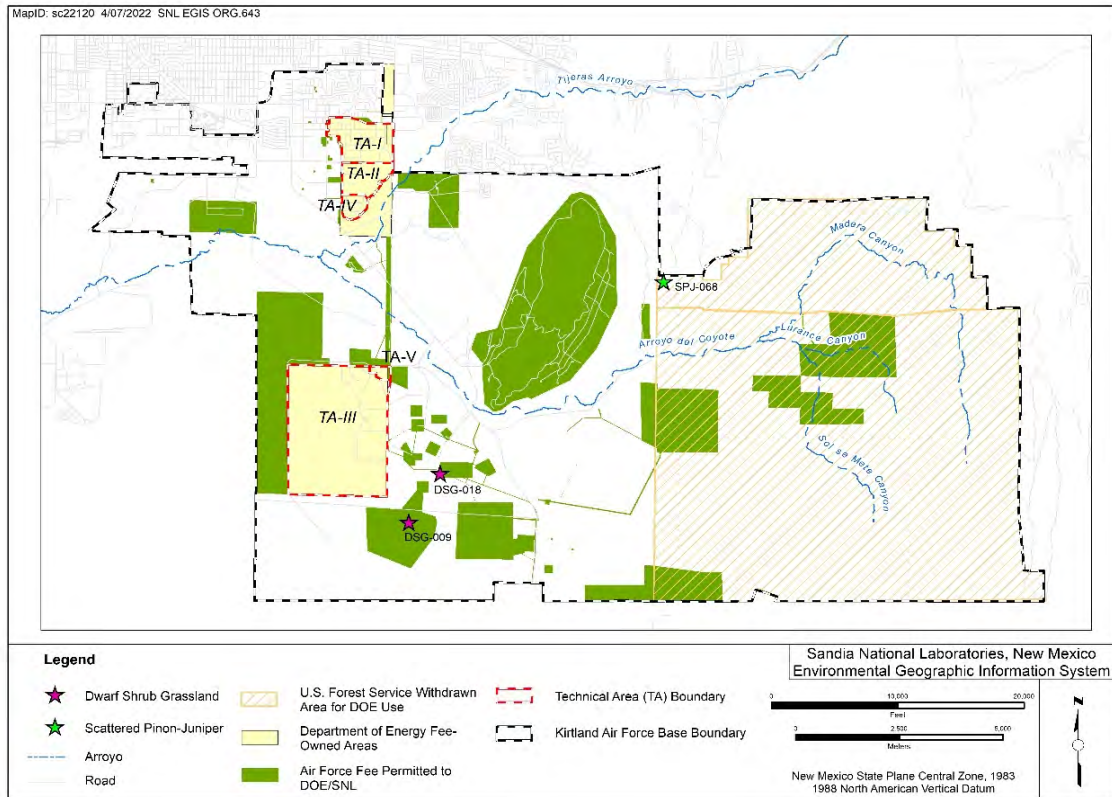 MapID: sc22120 4/07/2022 SNL EGIS ORG.643
Tijeras Arroyo
TA-I
TA-II
TA-IV
Madera Canyon
SPJ-068
Arroyo del Coyote
Lurance Canyon
TA-V
TA-III
Sol se Mete Canyon
DSG-018
DSG-009
Legend
Dwarf Shrub Grassland
Scattered Pinon-Juniper
Arroyo
Road
U.S. Forest Service Withdrawn
Area for DOE Use
Department of Energy Fee-
Owned Areas
Air Force Fee Permitted to
DOE/SNL
Technical Area (TA) Boundary
Kirtland Air Force Base Boundary
Sandia National Laboratories, New Mexico
Environmental Geographic Information System
0 10,000 20,000
Feet
0 2,500 5,000
Meters
New Mexico State Plane Central Zone, 1983
1988 North American Vertical Datum
N